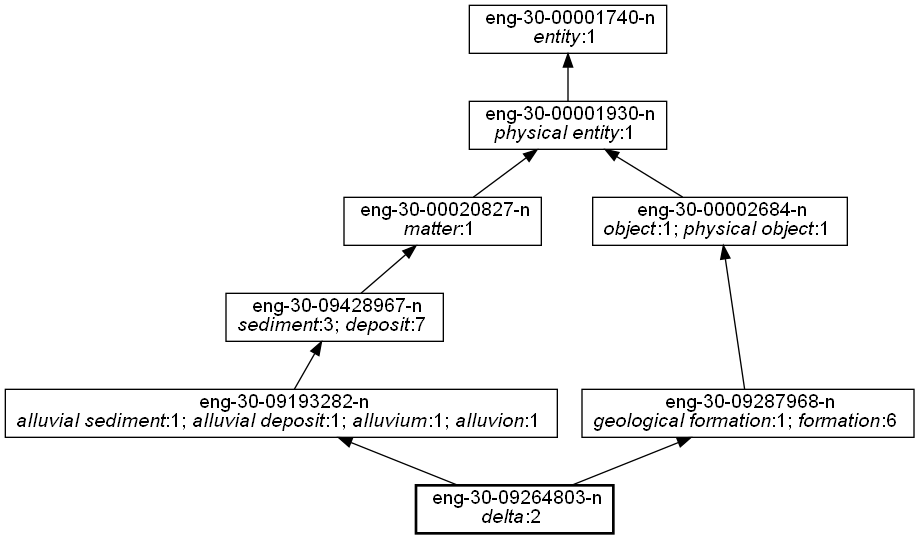 eng-30-00001740-n
entity:1
eng-30-00001930-n
physical entity:1
eng-30-00020827-n
matter:1
eng-30-00002684-n
object:1; physical object:1
eng-30-09428967-n
sediment:3; deposit:7
eng-30-09193282-n
alluvial sediment:1; alluvial deposit:1; alluvium:1; alluvion:1
eng-30-09287968-n
geological formation:1; formation:6
eng-30-09264803-n
delta:2